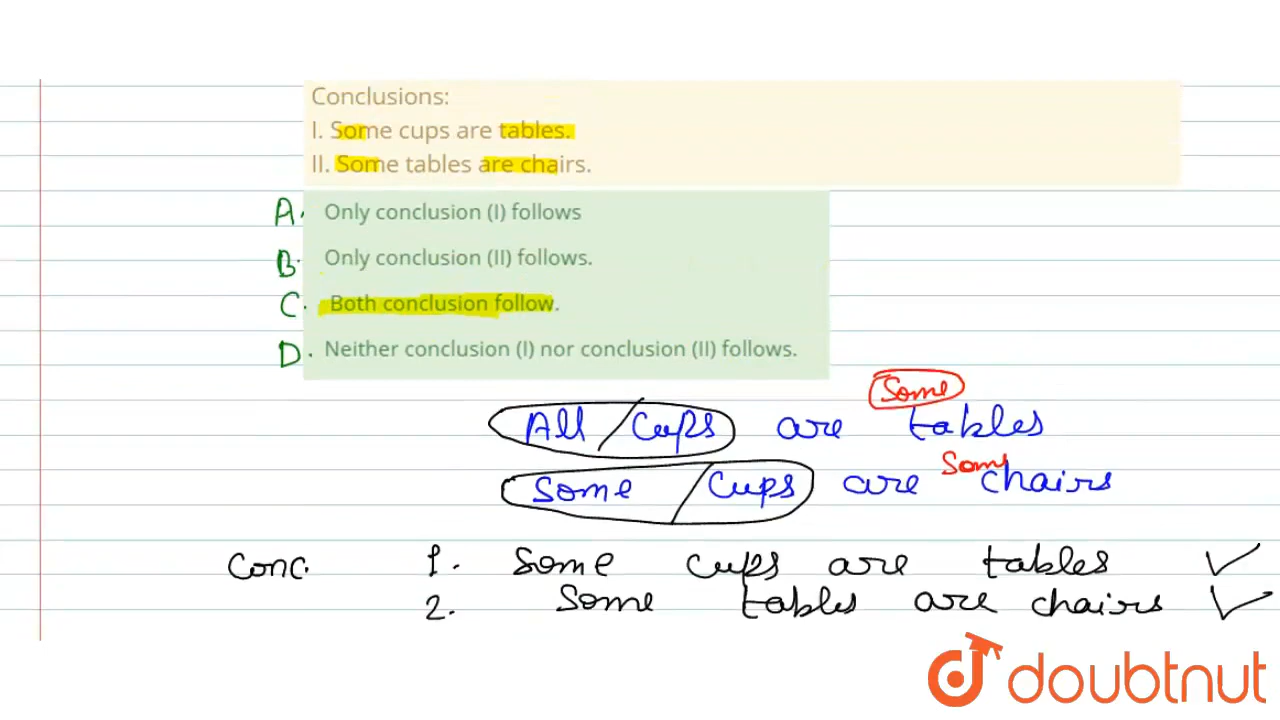 Conclusions:
I. Some cups are tables.
II. Some tables are chairs.
A. Only conclusion (I) follows
B. Only conclusion (II) follows.
C. Both conclusion follow.
D. Neither conclusion (I) nor conclusion (II) follows.
Some
All / Cups are tables
Some
Some / Cups are chairs
Conc. 1. Some cups are tables
2. Some tables are chairs
doubtnut